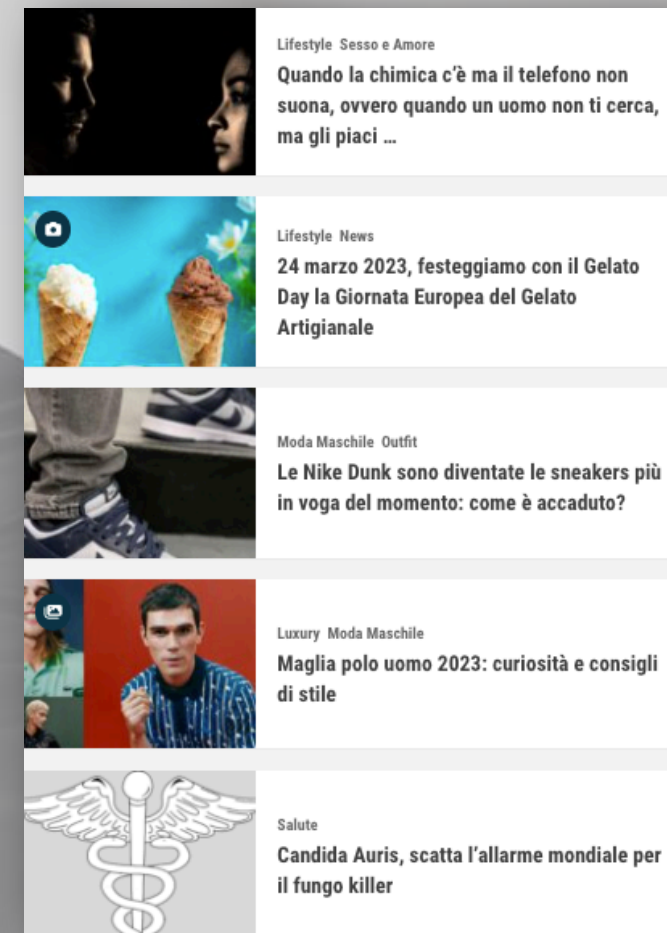 Lifestyle Sesso e Amore
Quando la chimica c’è ma il telefono non
suona, ovvero quando un uomo non ti cerca,
ma gli piaci ...
Lifestyle News
24 marzo 2023, festeggiamo con il Gelato
Day la Giornata Europea del Gelato
Artigianale
Moda Maschile Outfit
Le Nike Dunk sono diventate le sneakers più
in voga del momento: come è accaduto?
Luxury Moda Maschile
Maglia polo uomo 2023: curiosità e consigli
di stile
Salute
Candida Auris, scatta l’allarme mondiale per
il fungo killer